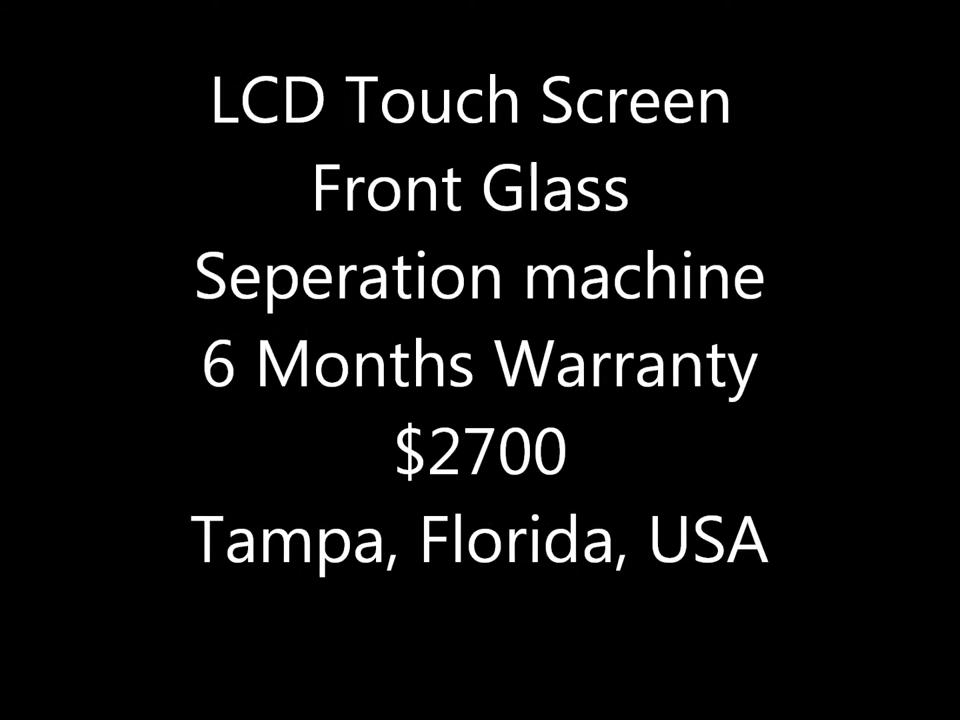 LCD Touch Screen
Front Glass
Seperation machine
6 Months Warranty
$2700
Tampa, Florida, USA